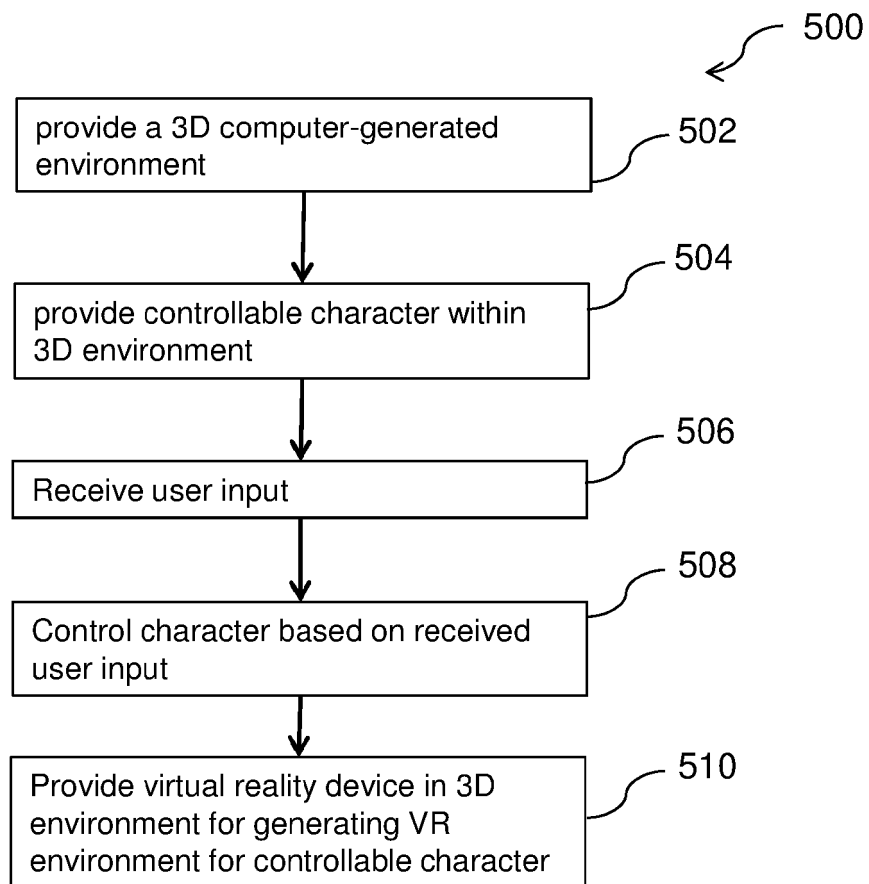 500
provide a 3D computer-generated
environment
502
504
provide controllable character within
3D environment
506
Receive user input
508
Control character based on received
user input
510
Provide virtual reality device in 3D
environment for generating VR
environment for controllable character